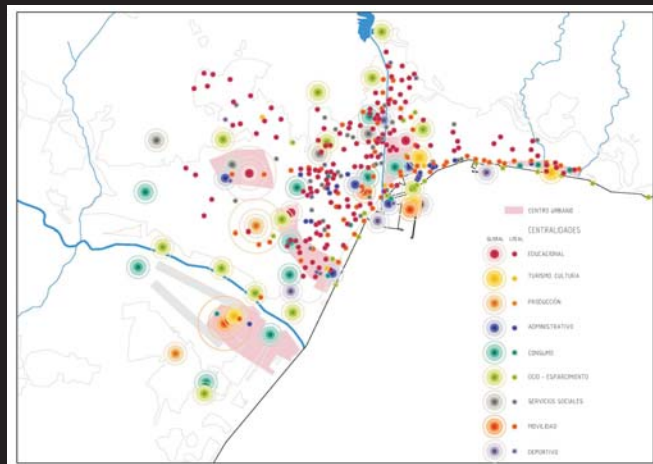 CENTRO URBANO
CENTRALIDADES
GLOBAL LOCAL
EDUCACIONAL
TURISMO CULTURA
PRODUCCIÓN
ADMINISTRATIVO
CONSUMO
OCIO - ESPARCIMIENTO
SERVICIOS SOCIALES
MOVILIDAD
DEPORTIVO